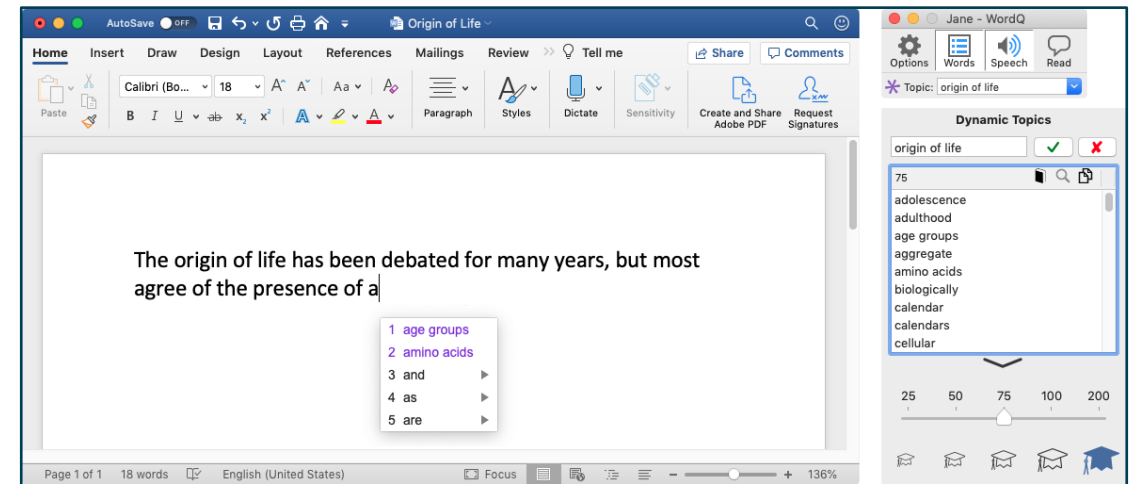 AutoSave OFF
Origin of Life
Home Insert Draw Design Layout References Mailings Review >> Tell me Share Comments
Paste
Calibri (Bo... 18 A^ Aˇ Aa A
B I U ab x₂ x² A A
Paragraph
Styles
Dictate
Sensitivity
Create and Share
Adobe PDF
Request
Signatures
The origin of life has been debated for many years, but most
agree of the presence of a
1 age groups
2 amino acids
3 and
4 as
5 are
Page 1 of 1 18 words English (United States) Focus - + 136%
Jane - WordQ
Options Words Speech Read
Topic: origin of life
Dynamic Topics
origin of life
75
adolescence
adulthood
age groups
aggregate
amino acids
biologically
calendar
calendars
cellular
25 50 75 100 200